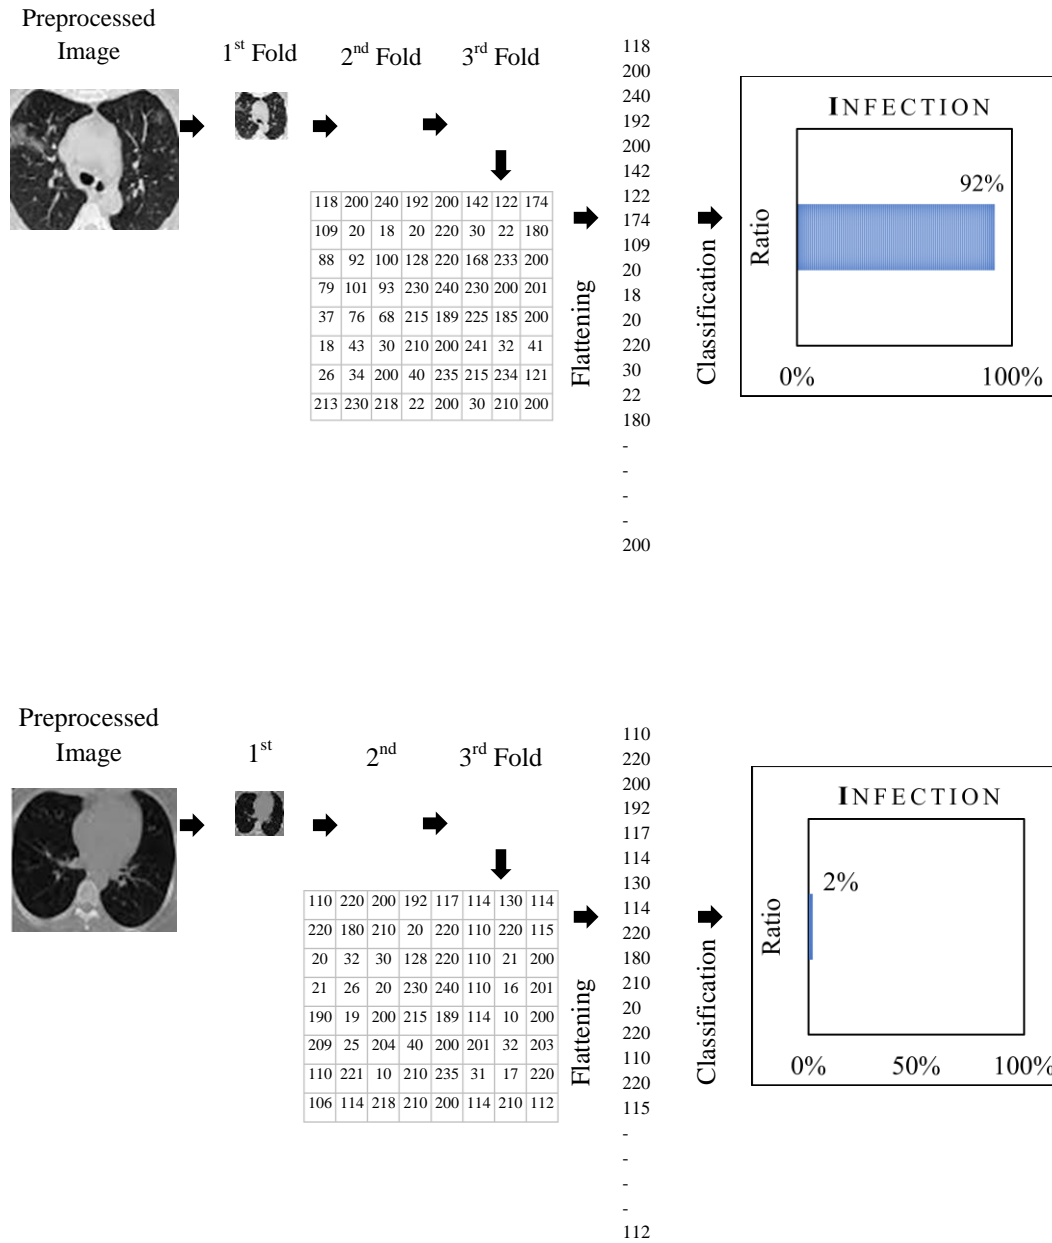 Preprocessed
Image
1st Fold
2nd Fold
3rd Fold
118 200 240 192 200 142 122 174
109 20 18 20 220 30 22 180
88 92 100 128 220 168 233 200
79 101 93 230 240 230 200 201
37 76 68 215 189 225 185 200
18 43 30 210 200 241 32 41
26 34 200 40 235 215 234 121
213 230 218 22 200 30 210 200
Flattening
118
200
240
192
200
142
122
174
109
20
18
20
220
30
22
180
-
-
-
-
200
Classification
INFECTION
92%
Ratio
0% 100%
Preprocessed
Image
1st
2nd
3rd Fold
110 220 200 192 117 114 130 114
220 180 210 20 220 110 220 115
20 32 30 128 220 110 21 200
21 26 20 230 240 110 16 201
190 19 200 215 189 114 10 200
209 25 204 40 200 201 32 203
110 221 10 210 235 31 17 220
106 114 218 210 200 114 210 112
Flattening
110
220
200
192
117
114
130
114
220
180
210
20
220
110
220
115
-
-
-
-
112
Classification
INFECTION
2%
Ratio
0% 50% 100%